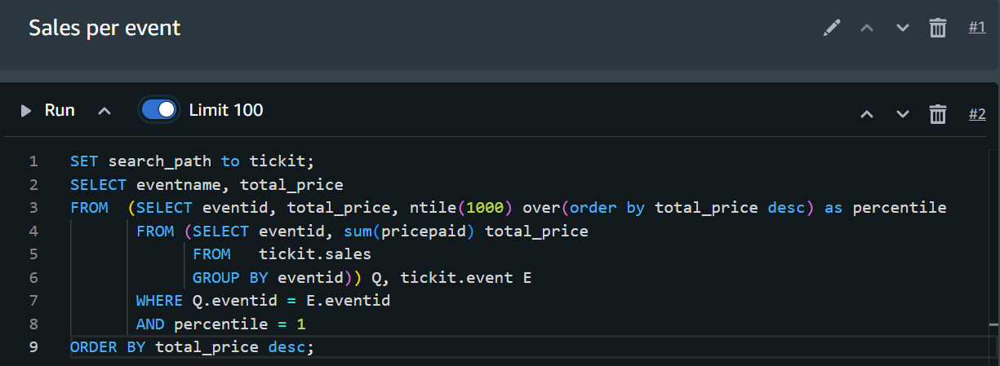 Sales per event
#1
Run
Limit 100
#2
1 SET search_path to tickit;
2 SELECT eventname, total_price
3 FROM  (SELECT eventid, total_price, ntile(1000) over(order by total_price desc) as percentile
4        FROM (SELECT eventid, sum(pricepaid) total_price
5              FROM   tickit.sales
6              GROUP BY eventid)) Q, tickit.event E
7        WHERE Q.eventid = E.eventid
8        AND percentile = 1
9 ORDER BY total_price desc;